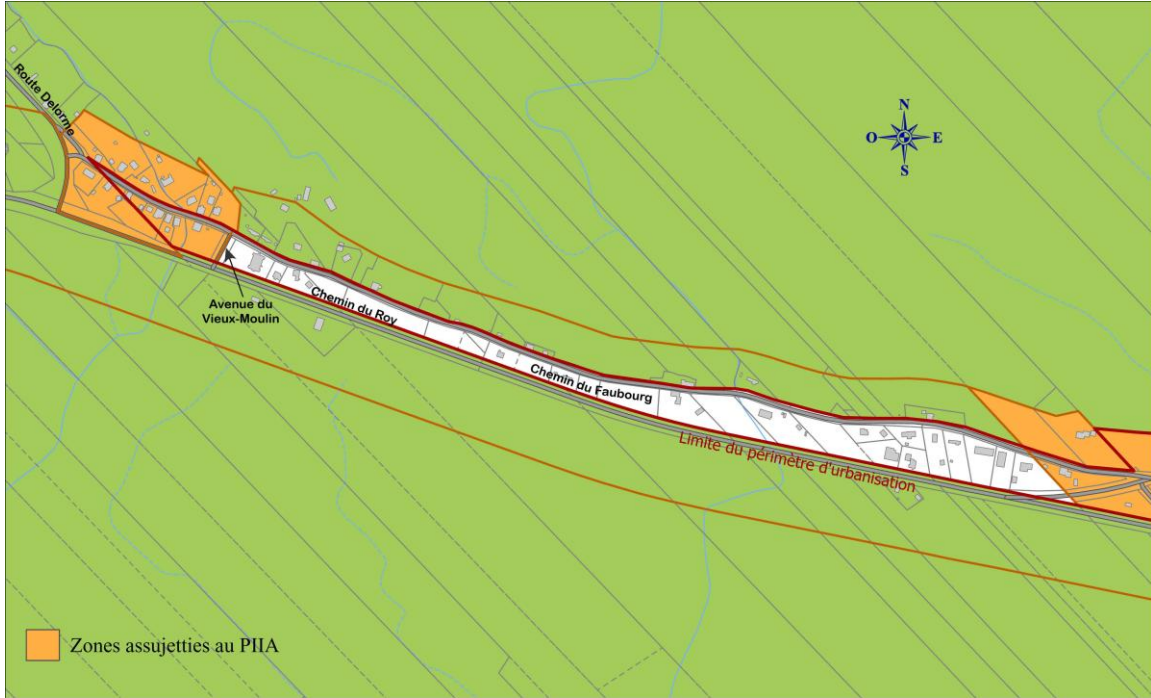 Route Delorme
N
O
E
S
Avenue du
Vieux-Moulin
Chemin du Roy
Chemin du Faubourg
Limite du périmètre d'urbanisation
Zones assujetties au PIIA